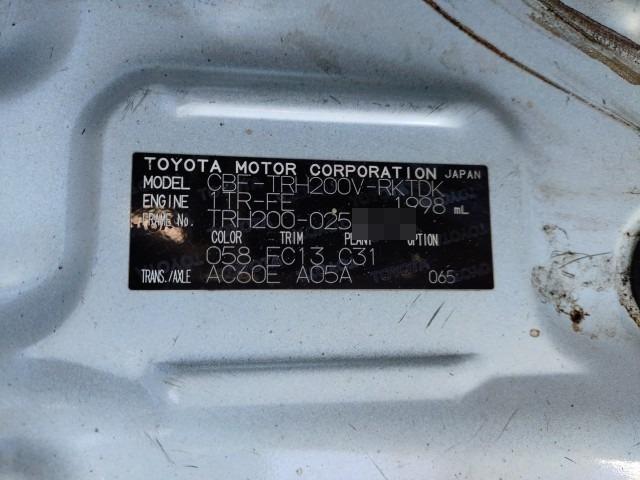 TOYOTA MOTOR CORPORATION JAPAN
MODEL CBF-TRH200V-RKTDK
ENGINE 1TR-FE 1998 mL
FRAME No. TRH200-025
COLOR TRIM PLANT OPTION
058 EC13 C31
TRANS./AXLE AC60E A05A 065